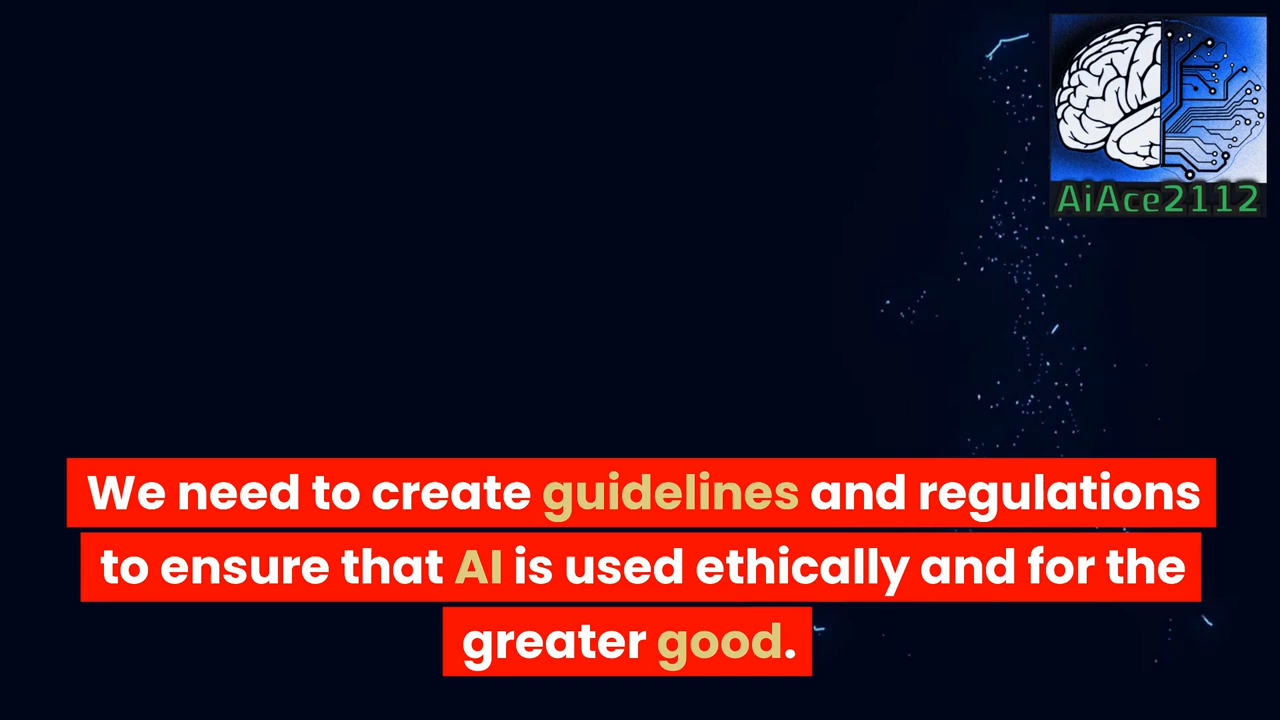 AiAce2112
We need to create guidelines and regulations
to ensure that AI is used ethically and for the
greater good.